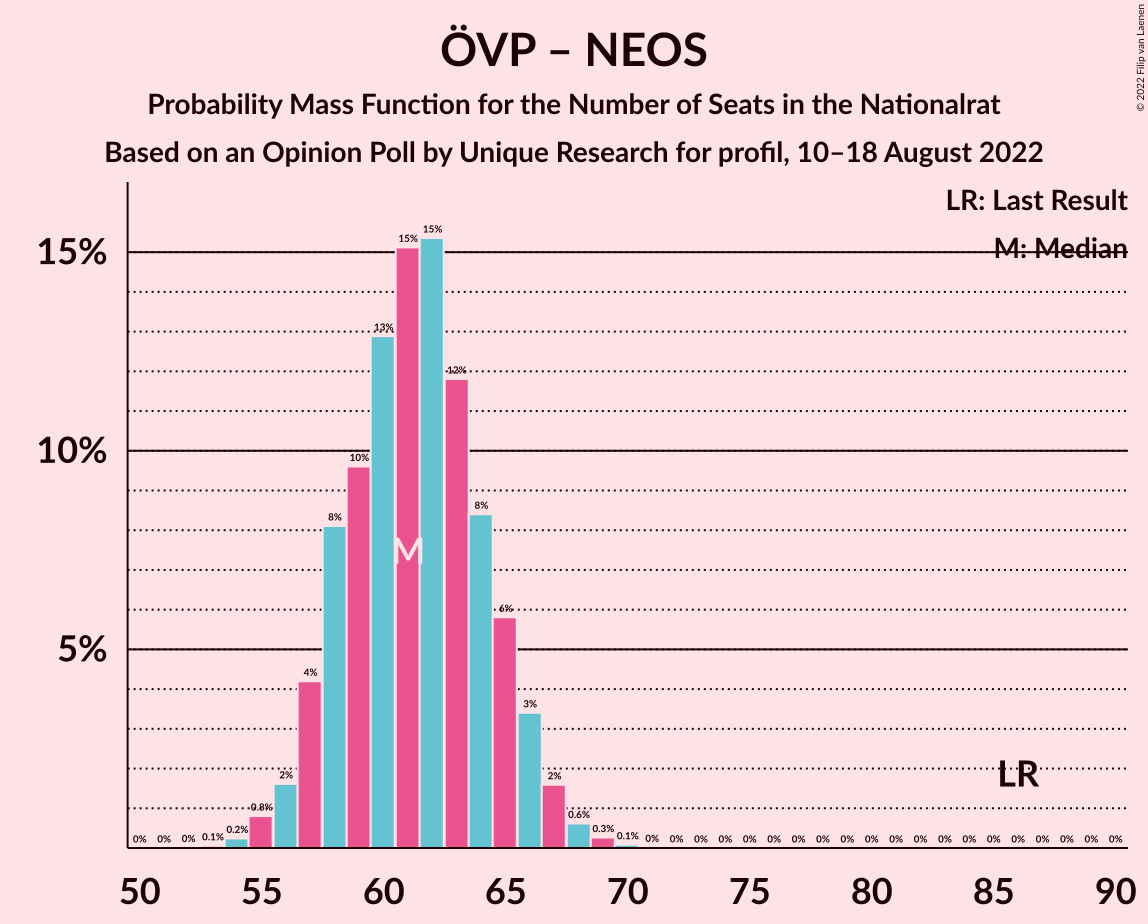 ÖVP – NEOS
Probability Mass Function for the Number of Seats in the Nationalrat
Based on an Opinion Poll by Unique Research for profil, 10–18 August 2022
© 2022 Filip van Laenen
LR: Last Result
M: Median
15%
10%
5%
0% 0% 0% 0.1% 0.2% 0.8% 2% 4% 8% 10% 13% 15% 15% 12% 8% 6% 3% 2% 0.6% 0.3% 0.1% 0% 0% 0% 0% 0% 0% 0% 0% 0% 0% 0% 0% 0% 0% 0% 0% 0% 0% 0% 0%
M
LR
50 55 60 65 70 75 80 85 90